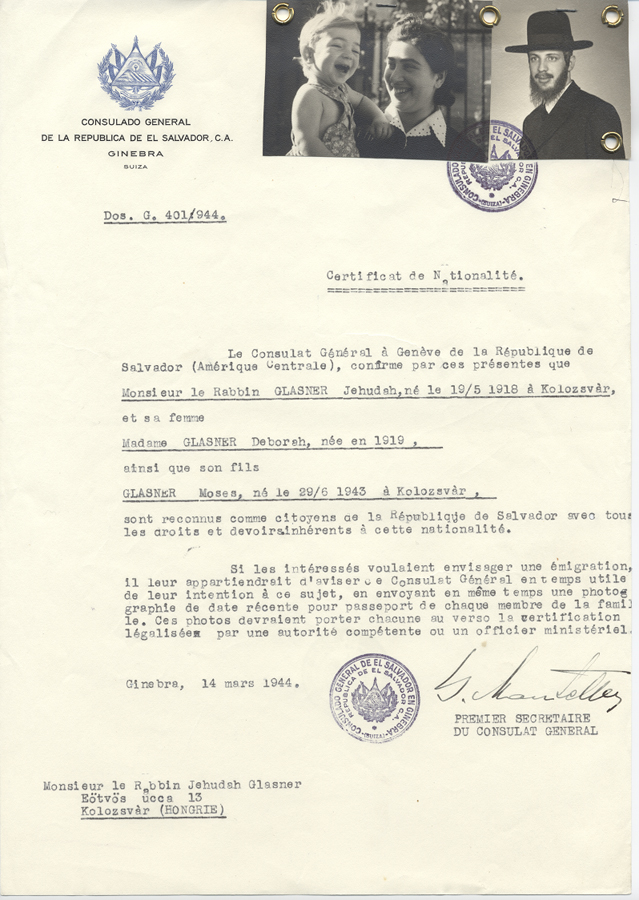 CONSULADO GENERAL
DE LA REPUBLICA DE EL SALVADOR, C.A.
GINEBRA
SUIZA
Dos. G. 401/944.
Certificat de Nationalité.
Le Consulat Général à Genève de la République de
Salvador (Amérique Centrale), confirme par ces présentes que
Monsieur le Rabbin GLASNER Jehudah,né le 19/5 1918 à Kolozsvàr,
et sa femme
Madame GLASNER Deborah, née en 1919 ,
ainsi que son fils
GLASNER Moses, né le 29/6 1943 à Kolozsvàr ,
sont reconnus comme citoyens de la République de Salvador avec tous
les droits et devoirsinhérents à cette nationalité.
Si les intéressés voulaient envisager une émigration,
il leur appartiendrait d'aviser ce Consulat Général en temps utile
de leur intention à ce sujet, en envoyant en même temps une photog
graphie de date récente pour passeport de chaque membre de la famil
le. Ces photos devraient porter chacune au verso la certification
légalisée par une autorité compétente ou un officier ministériel.
Ginebra, 14 mars 1944.
CONSULADO GENERAL DE EL SALVADOR EN GINEBRA
REPUBLICA DE EL SALVADOR, C.A.
(SUIZA)
G. Mantello
PREMIER SECRETAIRE
DU CONSULAT GENERAL
Monsieur le Rabbin Jehudah Glasner
Eötvös ucca 13
Kolozsvàr (HONGRIE)